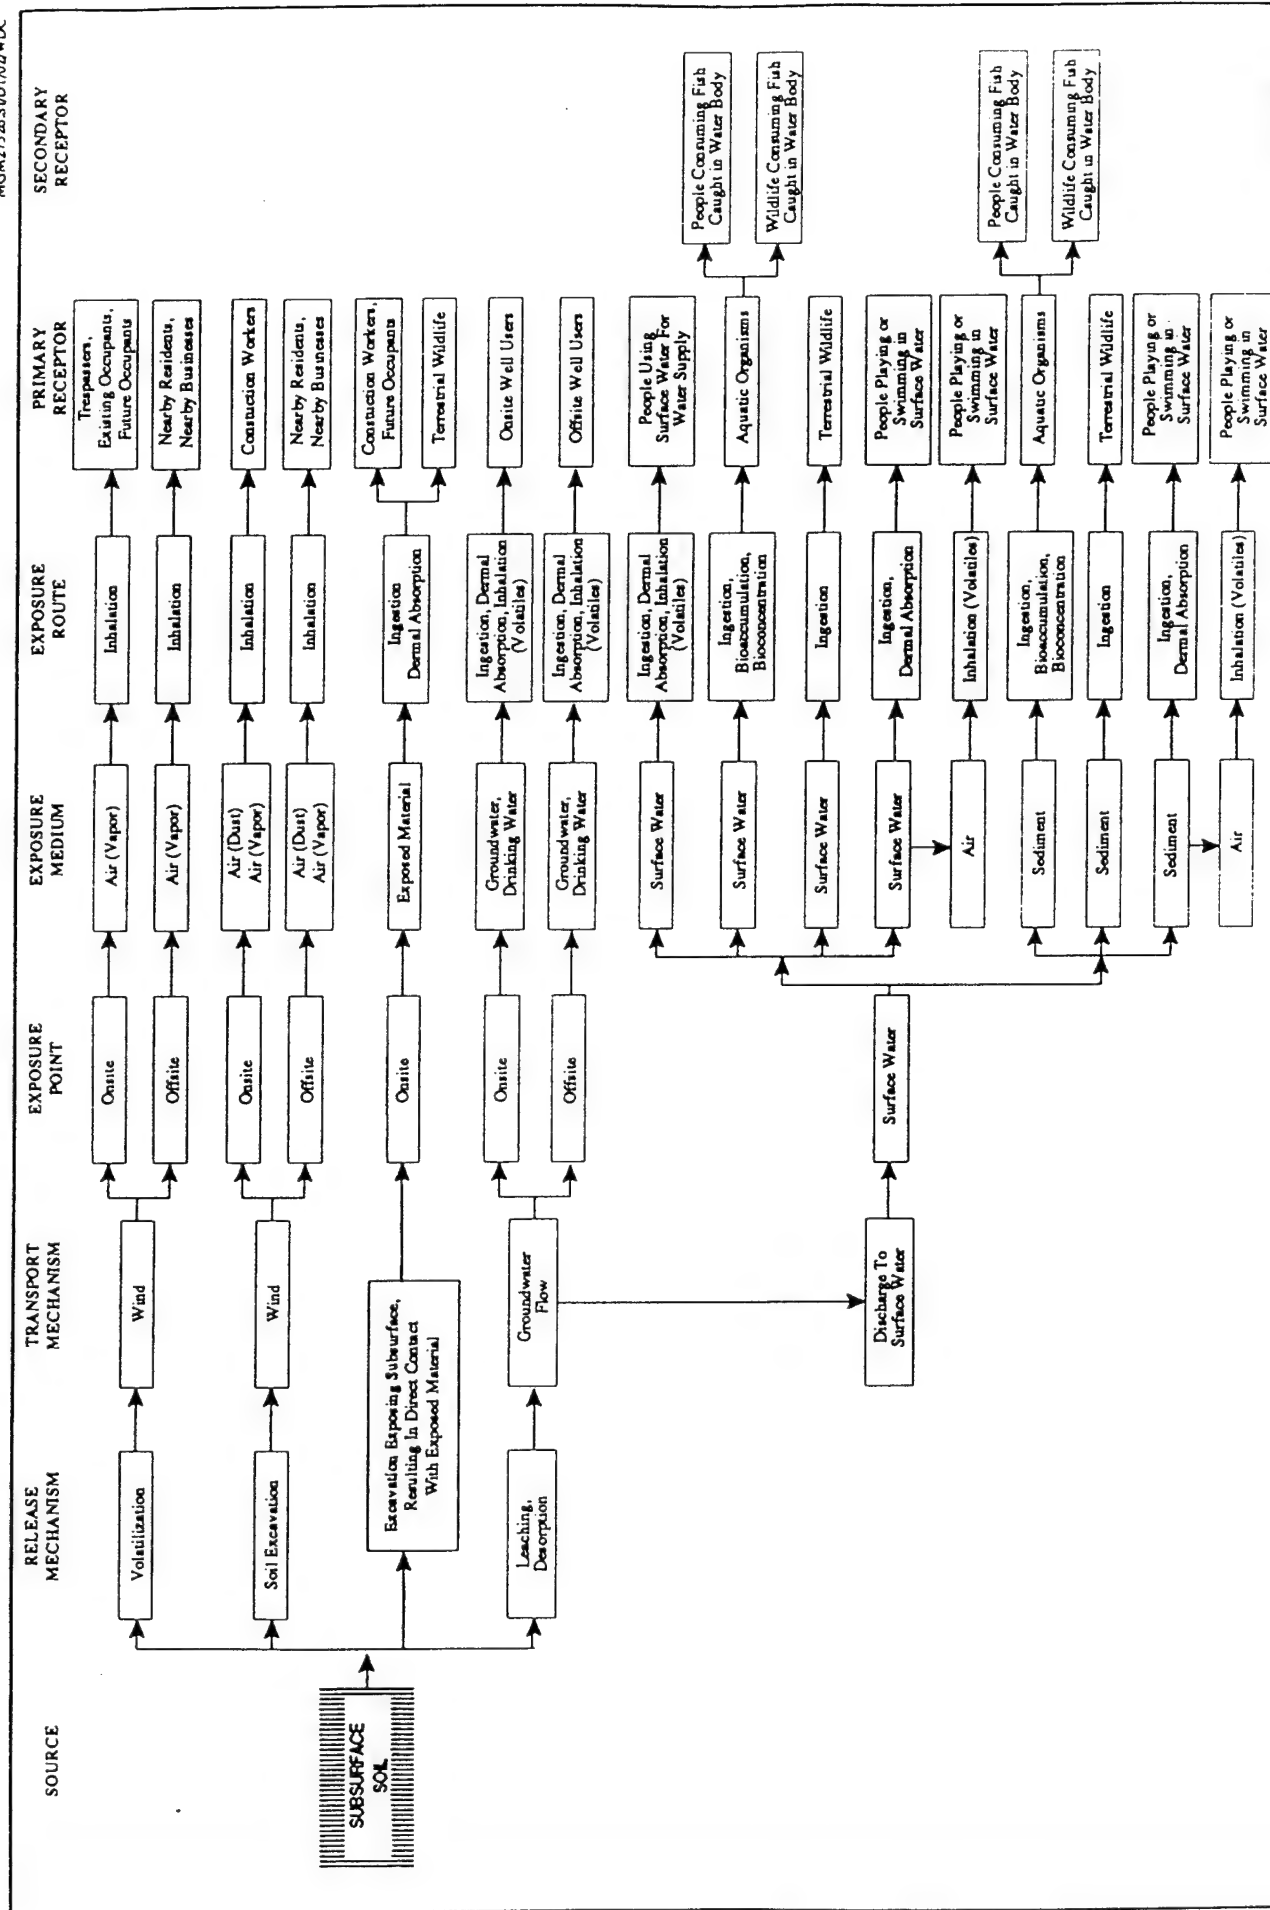 SOURCE
RELEASE
MECHANISM
TRANSPORT
MECHANISM
EXPOSURE
POINT
EXPOSURE
MEDIUM
EXPOSURE
ROUTE
PRIMARY
RECEPTOR
SECONDARY
RECEPTOR
SUBSURFACE
SOIL
Volatilization
Wind
Onsite
Air (Vapor)
Inhalation
Trespassers,
Existing Occupants,
Future Occupants
Offsite
Air (Vapor)
Inhalation
Nearby Residents,
Nearby Businesses
Soil Excavation
Wind
Onsite
Air (Dust)
Air (Vapor)
Inhalation
Constuction Workers
Offsite
Air (Dust)
Air (Vapor)
Inhalation
Nearby Residents,
Nearby Businesses
Excavation Exposing Subsurface,
Resulting In Direct Contact
With Exposed Material
Onsite
Exposed Material
Ingestion
Dermal Absorption
Constuction Workers,
Future Occupants
Terrestrial Wildlife
Leaching,
Desorption
Groundwater
Flow
Onsite
Groundwater,
Drinking Water
Ingestion, Dermal
Absorption, Inhalation
(Volatiles)
Onsite Well Users
Offsite
Groundwater,
Drinking Water
Ingestion, Dermal
Absorption, Inhalation
(Volatiles)
Offsite Well Users
Discharge To
Surface Water
Surface Water
Surface Water
Ingestion, Dermal
Absorption, Inhalation
(Volatiles)
People Using
Surface Water For
Water Supply
Surface Water
Ingestion,
Bioaccumulation,
Bioconcentration
Aquatic Organisms
People Consuming Fish
Caught in Water Body
Wildlife Consuming Fish
Caught in Water Body
Surface Water
Ingestion
Terrestrial Wildlife
Surface Water
Ingestion,
Dermal Absorption
People Playing or
Swimming in
Surface Water
Air
Inhalation (Volatiles)
People Playing or
Swimming in
Surface Water
Sediment
Ingestion,
Bioaccumulation,
Bioconcentration
Aquatic Organisms
People Consuming Fish
Caught in Water Body
Wildlife Consuming Fish
Caught in Water Body
Sediment
Ingestion
Terrestrial Wildlife
Sediment
Ingestion,
Dermal Absorption
People Playing or
Swimming in
Surface Water
Air
Inhalation (Volatiles)
People Playing or
Swimming in
Surface Water